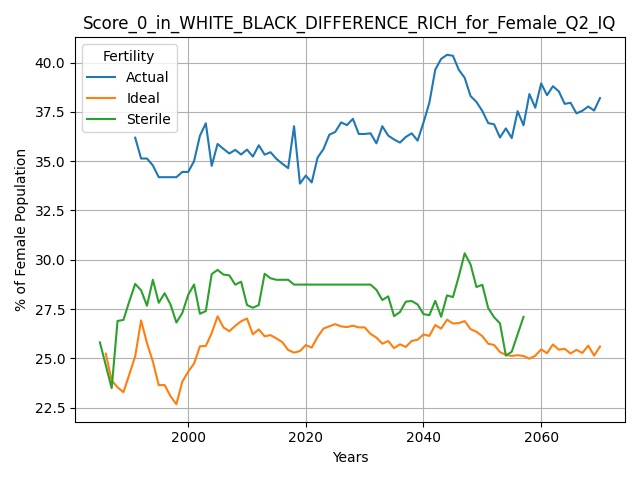 Score_0_in_WHITE_BLACK_DIFFERENCE_RICH_for_Female_Q2_IQ
Fertility
Actual
Ideal
Sterile
% of Female Population
40.0
37.5
35.0
32.5
30.0
27.5
25.0
22.5
2000
2020
2040
2060
Years